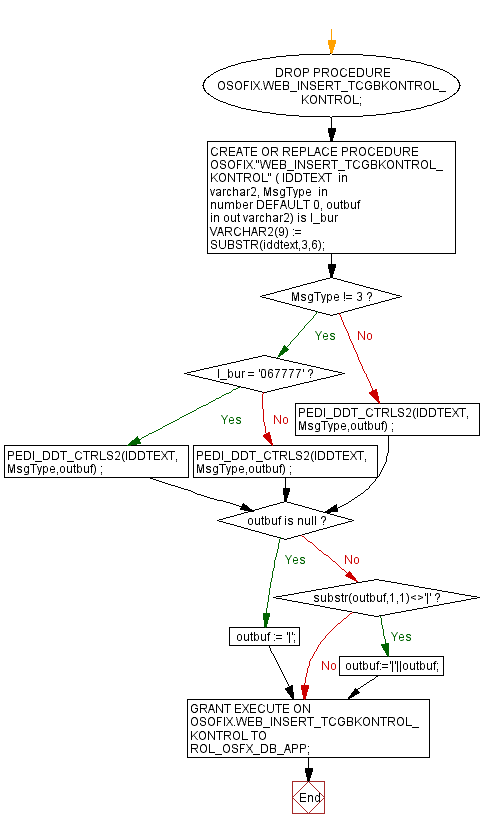 DROP PROCEDURE
OSOFIX.WEB_INSERT_TCGBKONTROL_
KONTROL;
CREATE OR REPLACE PROCEDURE
OSOFIX."WEB_INSERT_TCGBKONTROL_
KONTROL" ( IDDTEXT in
varchar2, MsgType in
number DEFAULT 0, outbuf
in out varchar2) is l_bur
VARCHAR2(9) :=
SUBSTR(iddtext,3,6);
MsgType != 3 ?
Yes
No
l_bur = '067777' ?
Yes
No
PEDI_DDT_CTRLS2(IDDTEXT,
MsgType,outbuf) ;
PEDI_DDT_CTRLS2(IDDTEXT,
MsgType,outbuf) ;
PEDI_DDT_CTRLS2(IDDTEXT,
MsgType,outbuf) ;
outbuf is null ?
Yes
No
substr(outbuf,1,1)<>'|' ?
outbuf := '|';
Yes
No
outbuf:='|'||outbuf;
GRANT EXECUTE ON
OSOFIX.WEB_INSERT_TCGBKONTROL_
KONTROL TO
ROL_OSFX_DB_APP;
End